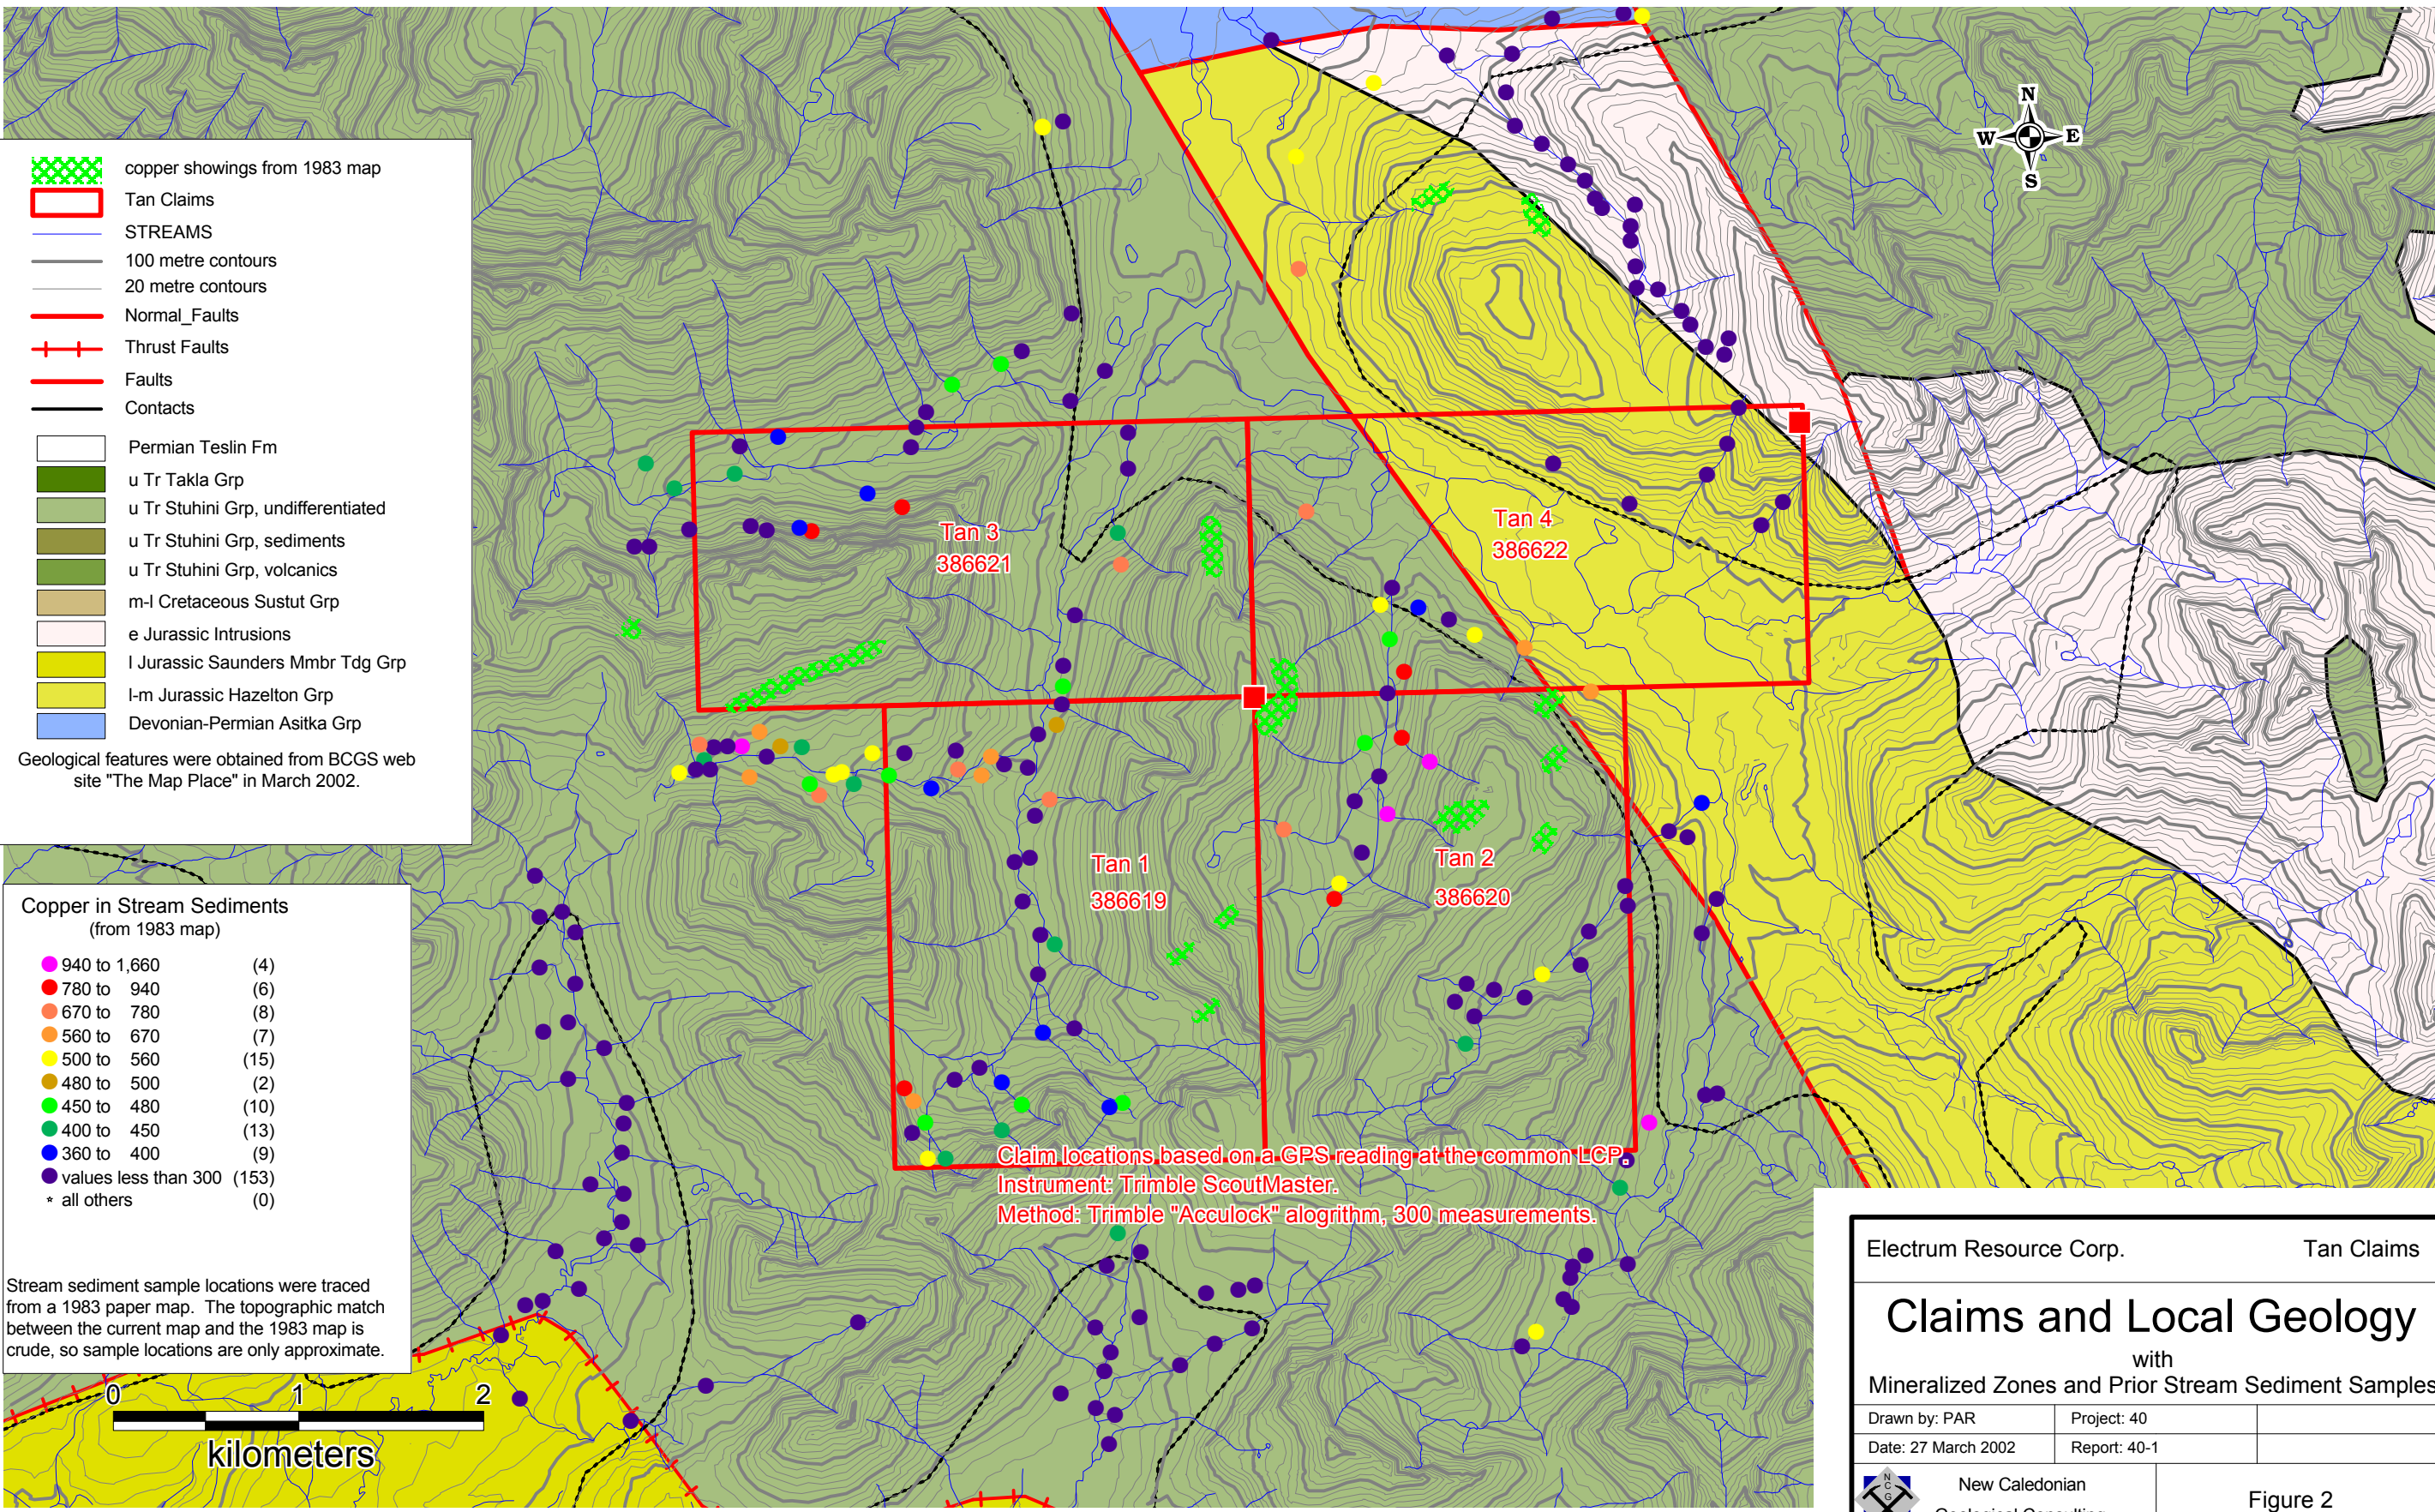 copper showings from 1983 map
Tan Claims
STREAMS
100 metre contours
20 metre contours
Normal_Faults
Thrust Faults
Faults
Contacts
Permian Teslin Fm
u Tr Takla Grp
u Tr Stuhini Grp, undifferentiated
u Tr Stuhini Grp, sediments
u Tr Stuhini Grp, volcanics
m-l Cretaceous Sustut Grp
e Jurassic Intrusions
l Jurassic Saunders Mmbr Tdg Grp
l-m Jurassic Hazelton Grp
Devonian-Permian Asitka Grp
Geological features were obtained from BCGS web
site "The Map Place" in March 2002.
Copper in Stream Sediments
(from 1983 map)
940 to 1,660 (4)
780 to 940 (6)
670 to 780 (8)
560 to 670 (7)
500 to 560 (15)
480 to 500 (2)
450 to 480 (10)
400 to 450 (13)
360 to 400 (9)
values less than 300 (153)
* all others (0)
Stream sediment sample locations were traced
from a 1983 paper map. The topographic match
between the current map and the 1983 map is
crude, so sample locations are only approximate.
0 1 2
kilometers
N
W E
S
Tan 3
386621
Tan 4
386622
Tan 1
386619
Tan 2
386620
Claim locations based on a GPS reading at the common LCP.
Instrument: Trimble ScoutMaster.
Method: Trimble "Acculock" alogrithm, 300 measurements.
Electrum Resource Corp. Tan Claims
Claims and Local Geology
with
Mineralized Zones and Prior Stream Sediment Samples
Drawn by: PAR Project: 40
Date: 27 March 2002 Report: 40-1
N
C
G
New Caledonian
Geological Consulting
Figure 2